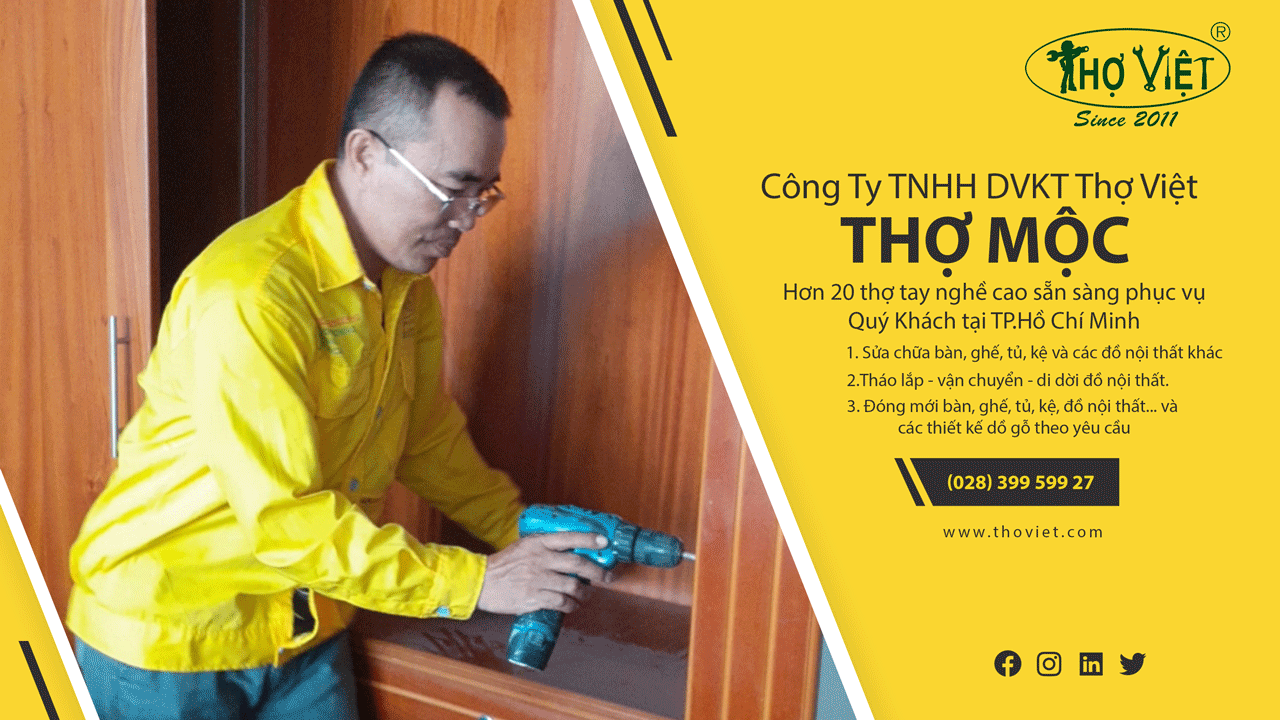 THỢ VIỆT ®
Since 2011
Công Ty TNHH DVKT Thợ Việt
THỢ MỘC
Hơn 20 thợ tay nghề cao sẵn sàng phục vụ
Quý Khách tại TP.Hồ Chí Minh
1. Sửa chữa bàn, ghế, tủ, kệ và các đồ nội thất khác
2.Tháo lắp - vận chuyển - di dời đồ nội thất.
3. Đóng mới bàn, ghế, tủ, kệ, đồ nội thất... và
các thiết kế dồ gỗ theo yêu cầu
(028) 399 599 27
www.thoviet.com